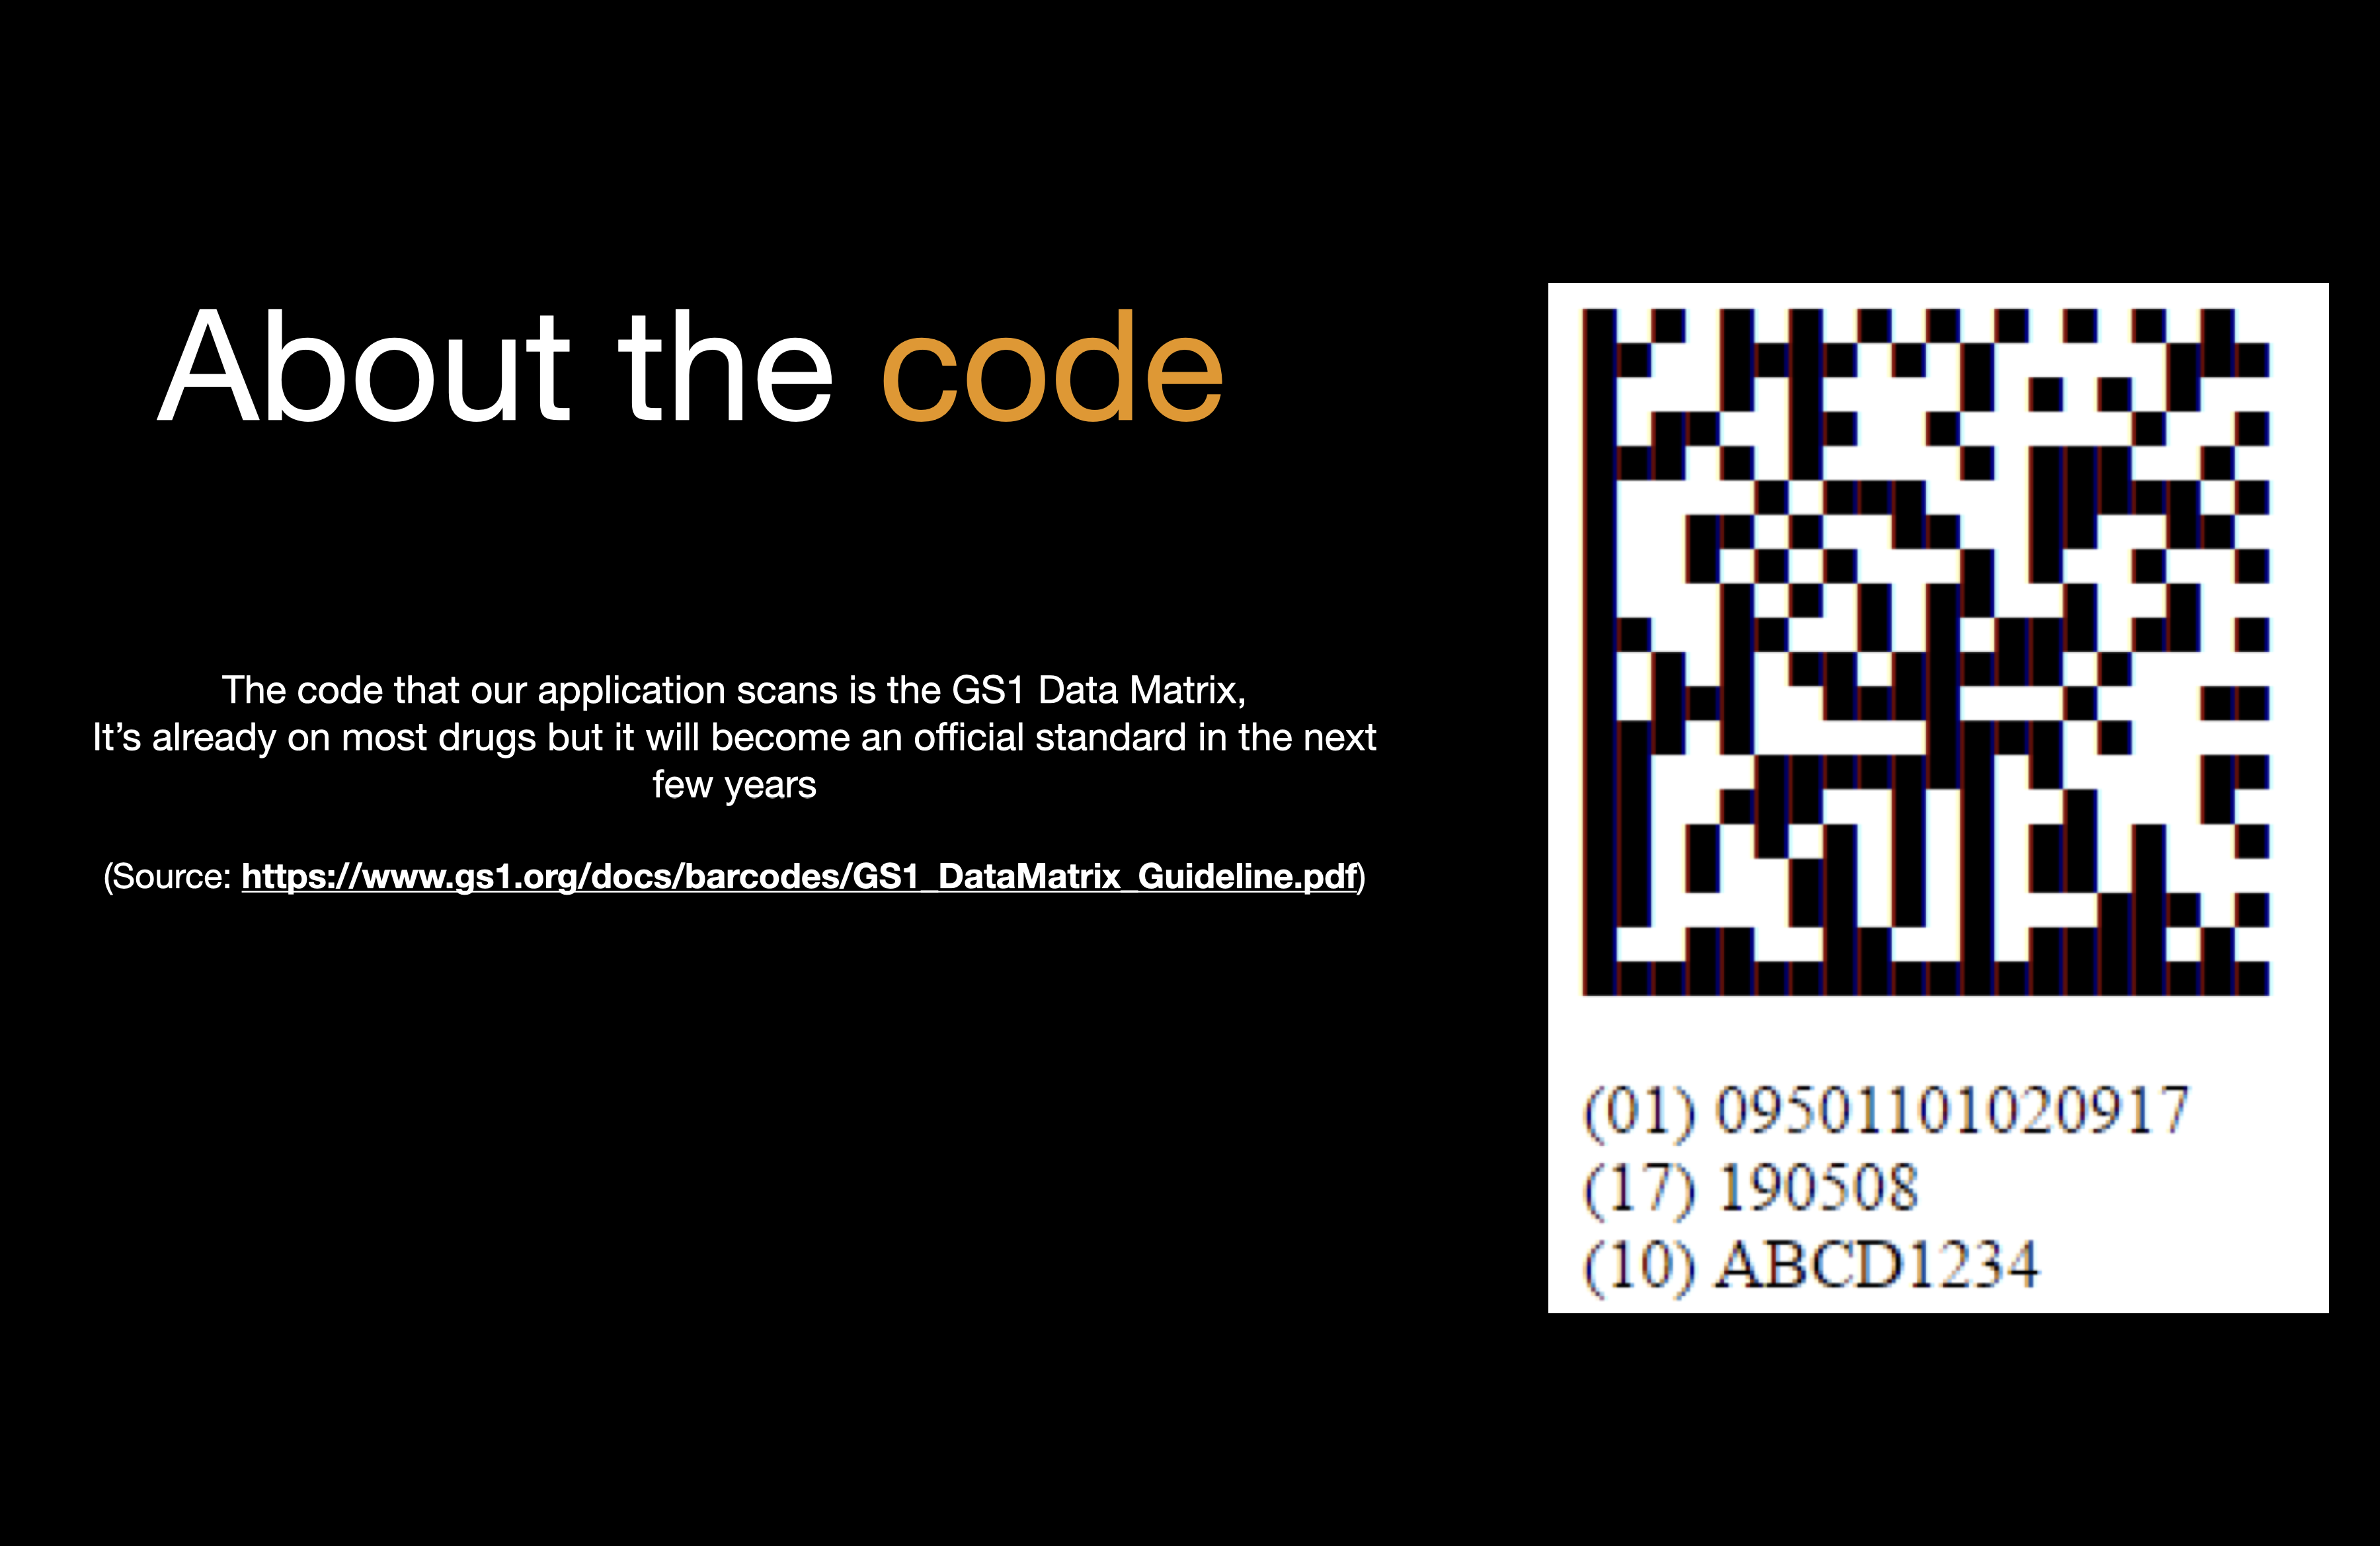 About the code
The code that our application scans is the GS1 Data Matrix,
It’s already on most drugs but it will become an official standard in the next
few years
(Source: https://www.gs1.org/docs/barcodes/GS1_DataMatrix_Guideline.pdf)
(01) 09501101020917
(17) 190508
(10) ABCD1234